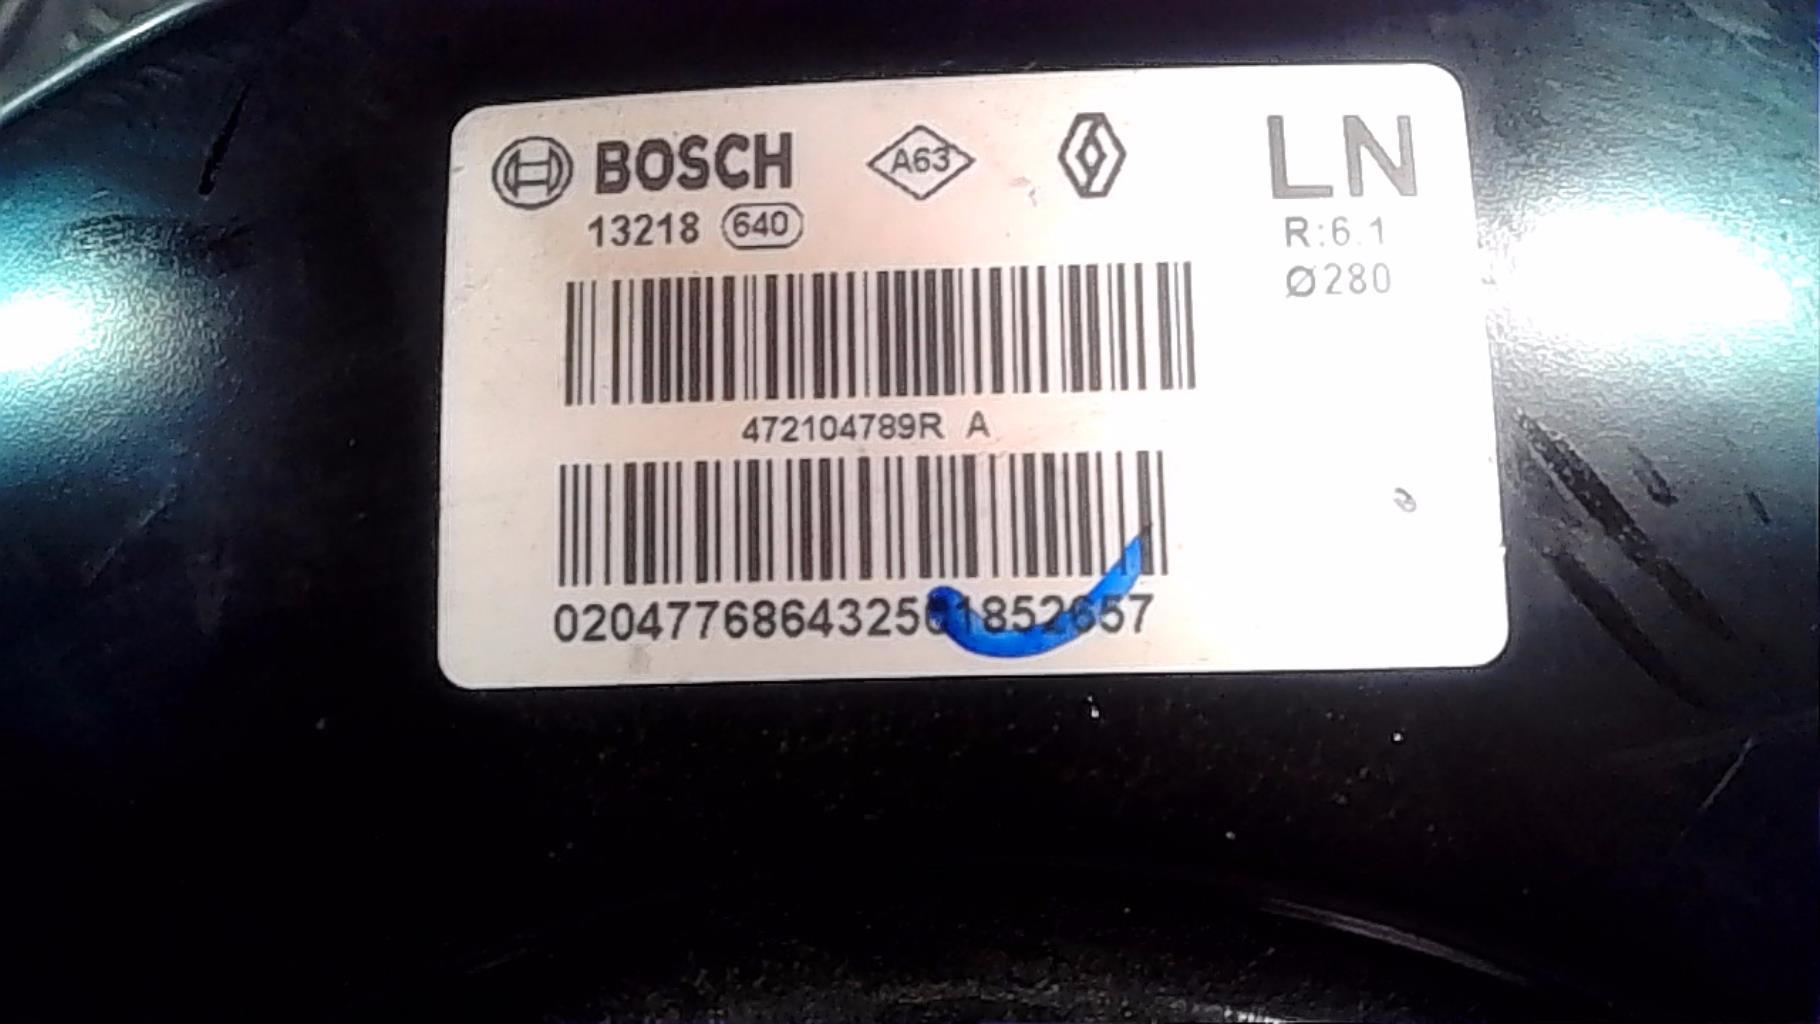 BOSCH A63 LN
13218 640 R:6.1
Ø280
472104789R A